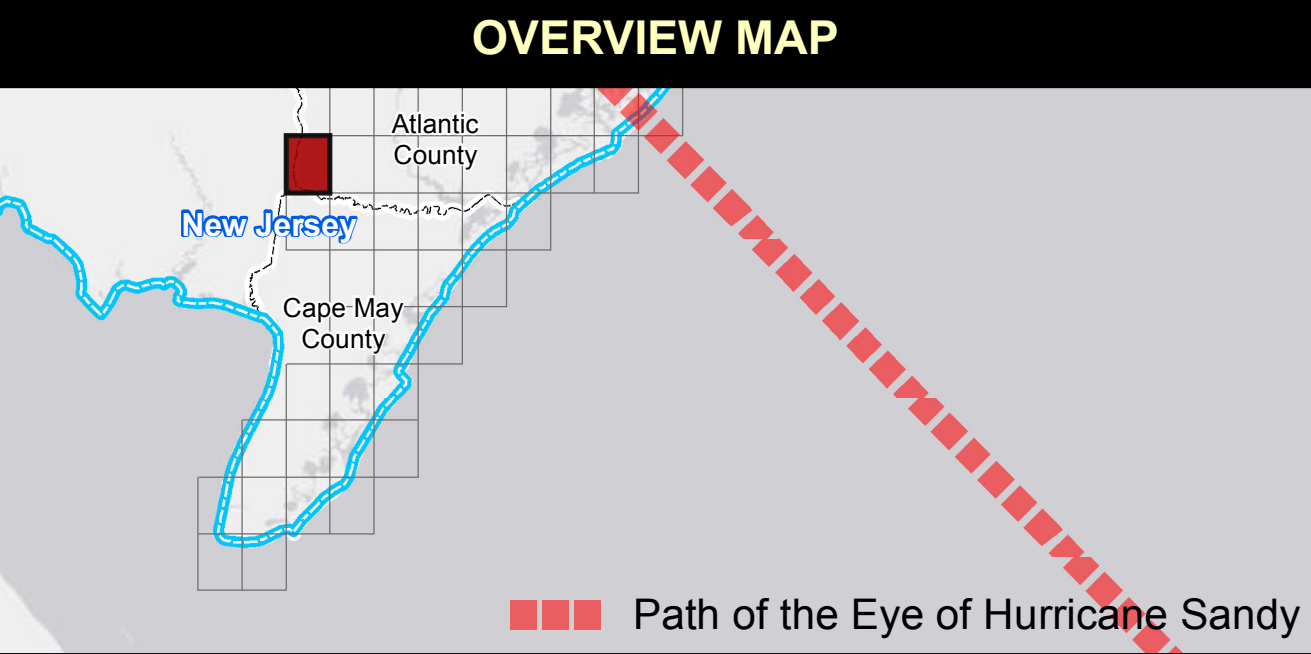 OVERVIEW MAP
Atlantic
County
New Jersey
Cape May
County
Path of the Eye of Hurricane Sandy